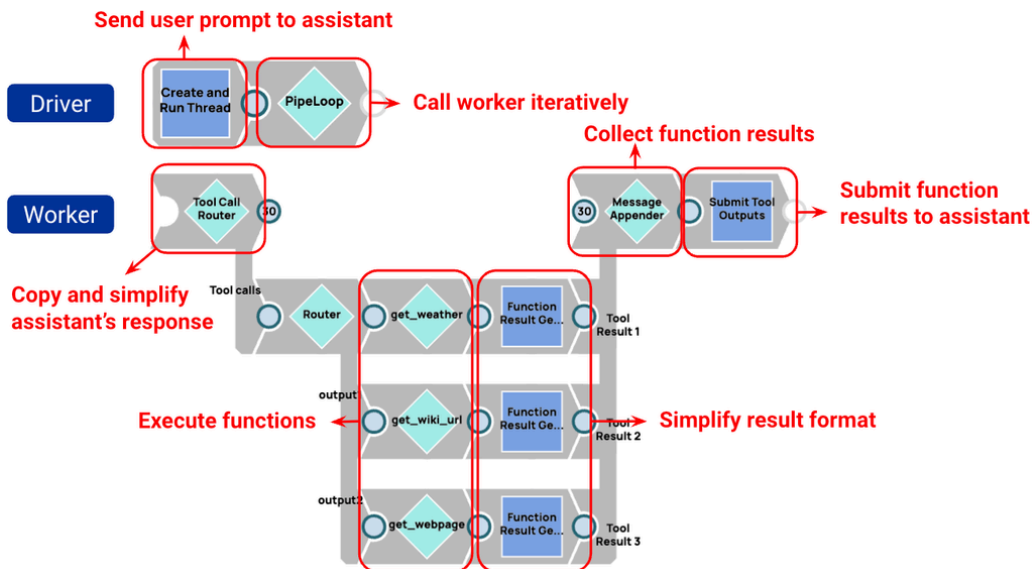 Send user prompt to assistant
Driver
Create and
Run Thread
PipeLoop
Call worker iteratively
Collect function results
Worker
Tool Call
Router
30
30
Message
Appender
Submit Tool
Outputs
Submit function
results to assistant
Copy and simplify
assistant's response
Tool calls
Router
get_weather
Function
Result Ge...
Tool
Result 1
Execute functions
output1
get_wiki_url
Function
Result Ge...
Tool
Result 2
Simplify result format
output2
get_webpage
Function
Result Ge...
Tool
Result 3